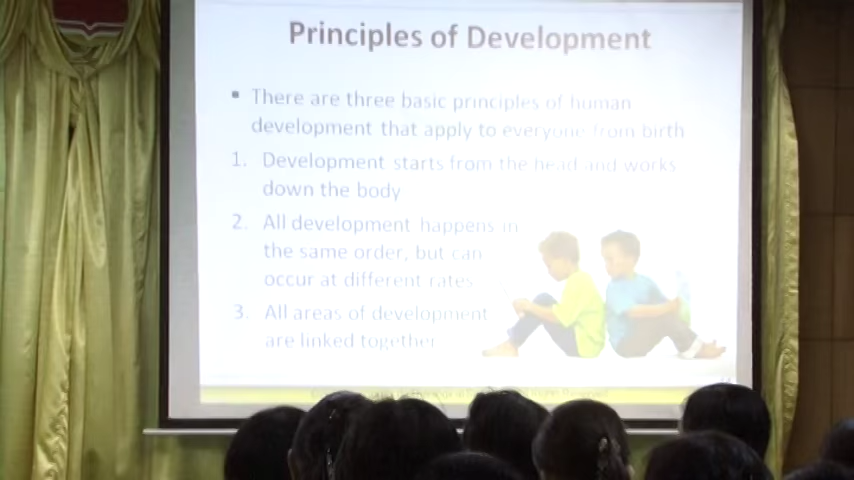 Principles of Development
▪ There are three basic principles of human
development that apply to everyone from birth
1. Development starts from the head and works
down the body
2. All development happens in
the same order, but can
occur at different rates
3. All areas of development
are linked together